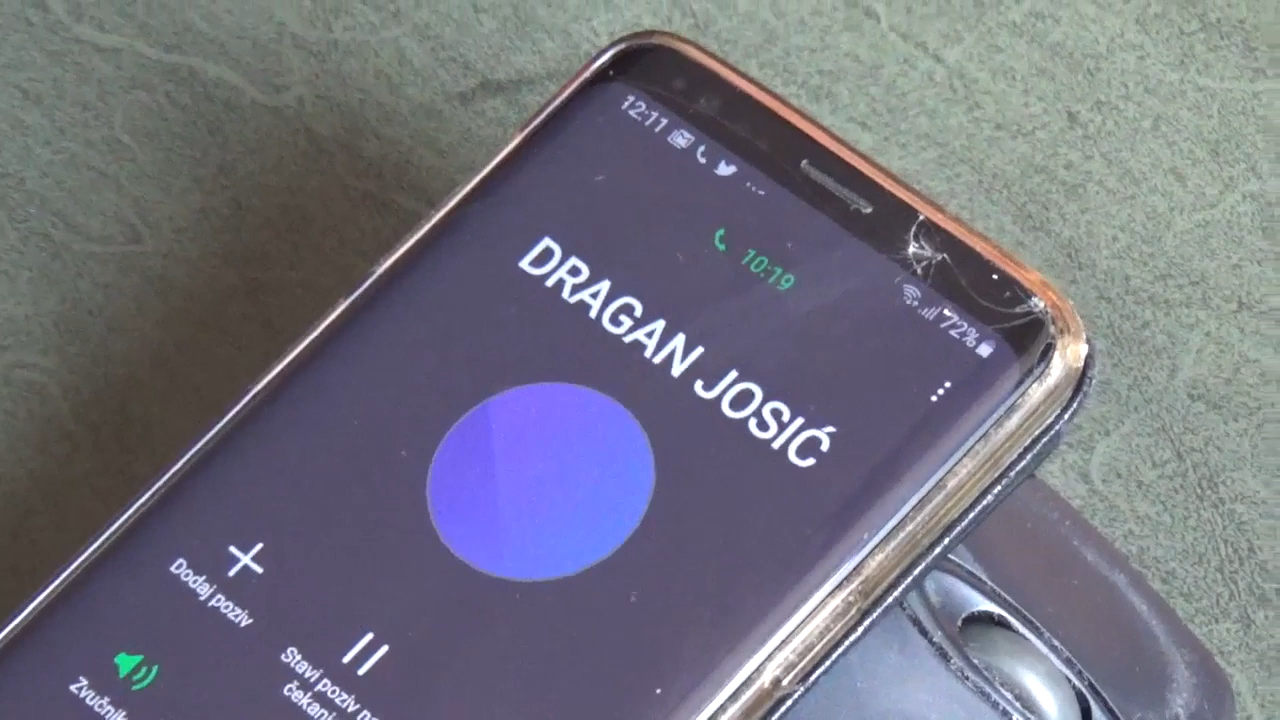 12:11
72%
10:19
DRAGAN JOSIĆ
Dodaj poziv
Stavi poziv na
čekanj
Zvučnik